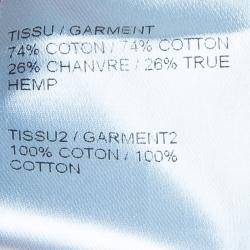 TISSU / GARMENT
74% COTON / 74% COTTON
26% CHANVRE / 26% TRUE
HEMP
TISSU2 / GARMENT2
100% COTON / 100%
COTTON